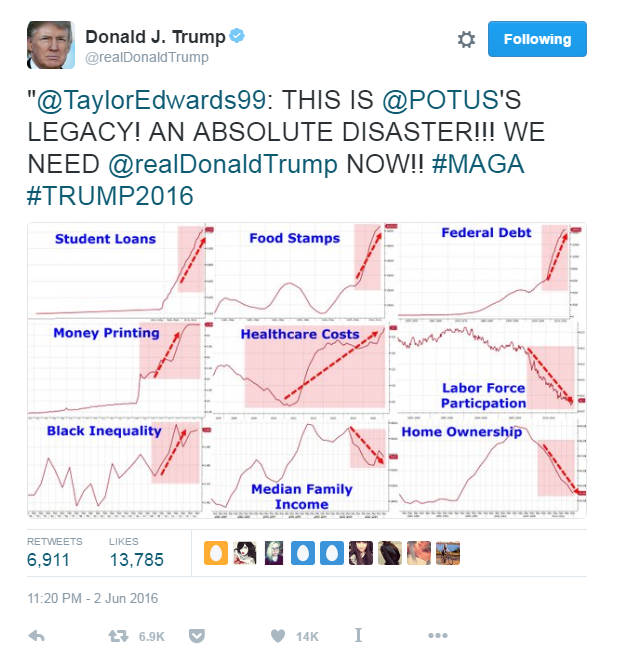 Donald J. Trump
@realDonaldTrump
Following
"@TaylorEdwards99: THIS IS @POTUS'S
LEGACY! AN ABSOLUTE DISASTER!!! WE
NEED @realDonaldTrump NOW!! #MAGA
#TRUMP2016
Student Loans
Food Stamps
Federal Debt
Money Printing
Healthcare Costs
Labor Force
Particpation
Black Inequality
Median Family
Income
Home Ownership
RETWEETS
6,911
LIKES
13,785
11:20 PM - 2 Jun 2016
6.9K
14K